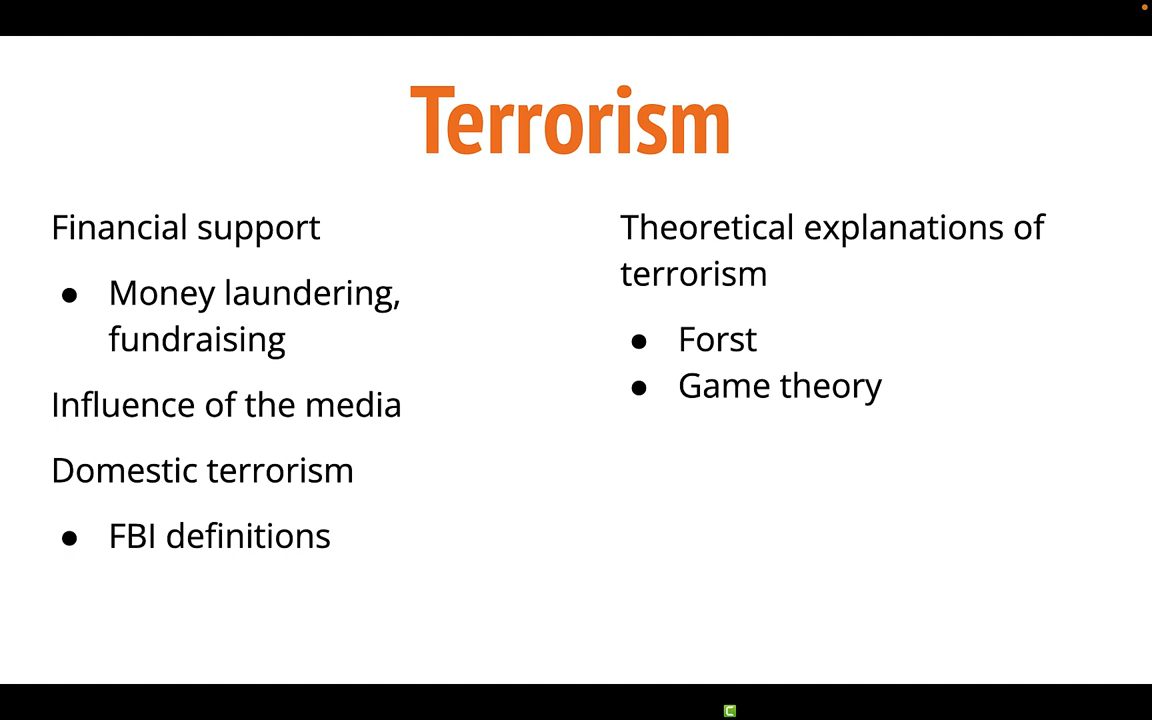 Terrorism
Financial support
● Money laundering,
fundraising
Influence of the media
Domestic terrorism
● FBI definitions
Theoretical explanations of
terrorism
● Forst
● Game theory